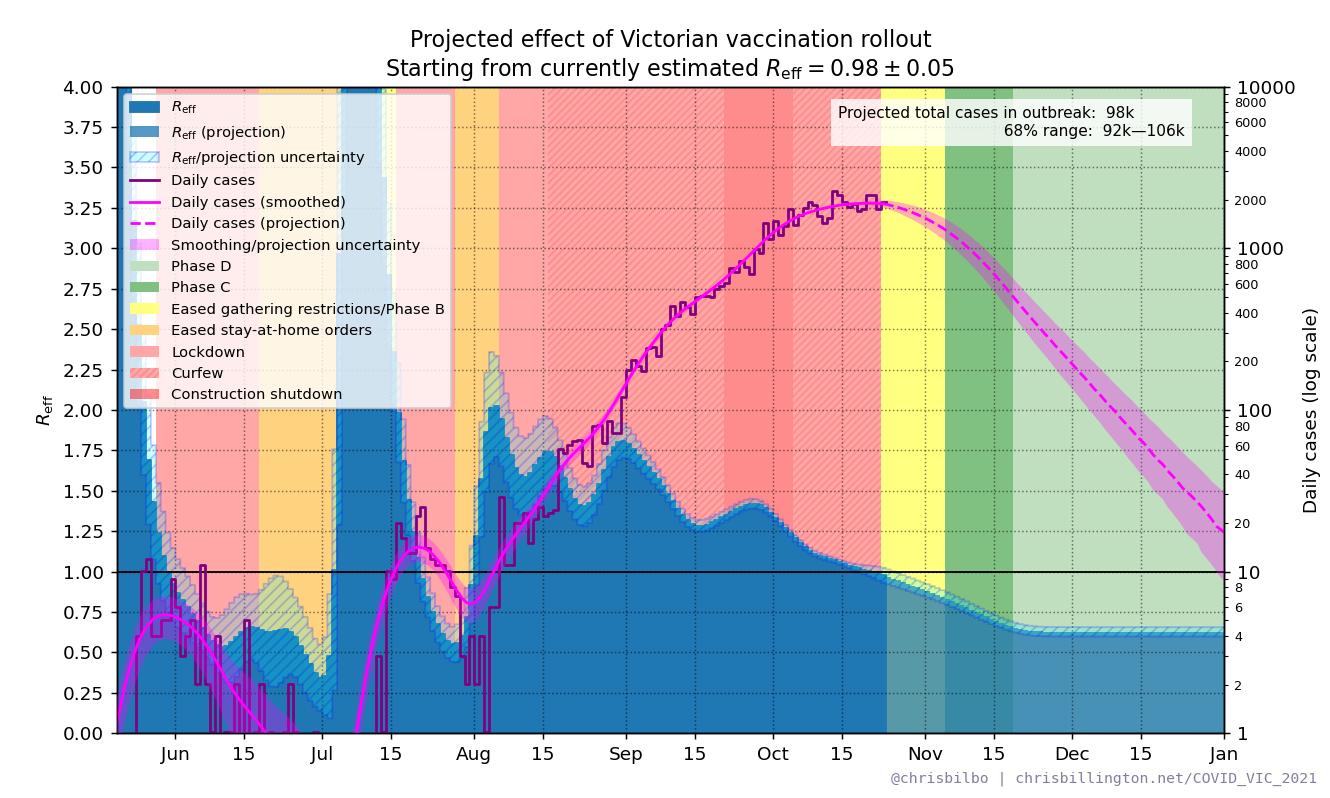 Projected effect of Victorian vaccination rollout
Starting from currently estimated R_eff = 0.98 ± 0.05
4.00
3.75
3.50
3.25
3.00
2.75
2.50
2.25
2.00
1.75
1.50
1.25
1.00
0.75
0.50
0.25
0.00
R_eff
R_eff
R_eff (projection)
R_eff/projection uncertainty
Daily cases
Daily cases (smoothed)
Daily cases (projection)
Smoothing/projection uncertainty
Phase D
Phase C
Eased gathering restrictions/Phase B
Eased stay-at-home orders
Lockdown
Curfew
Construction shutdown
Projected total cases in outbreak: 98k
68% range: 92k—106k
10000
8000
6000
4000
2000
1000
800
600
400
200
100
80
60
40
20
10
8
6
4
2
1
Daily cases (log scale)
Jun 15 Jul 15 Aug 15 Sep 15 Oct 15 Nov 15 Dec 15 Jan
@chrisbilbo | chrisbillington.net/COVID_VIC_2021